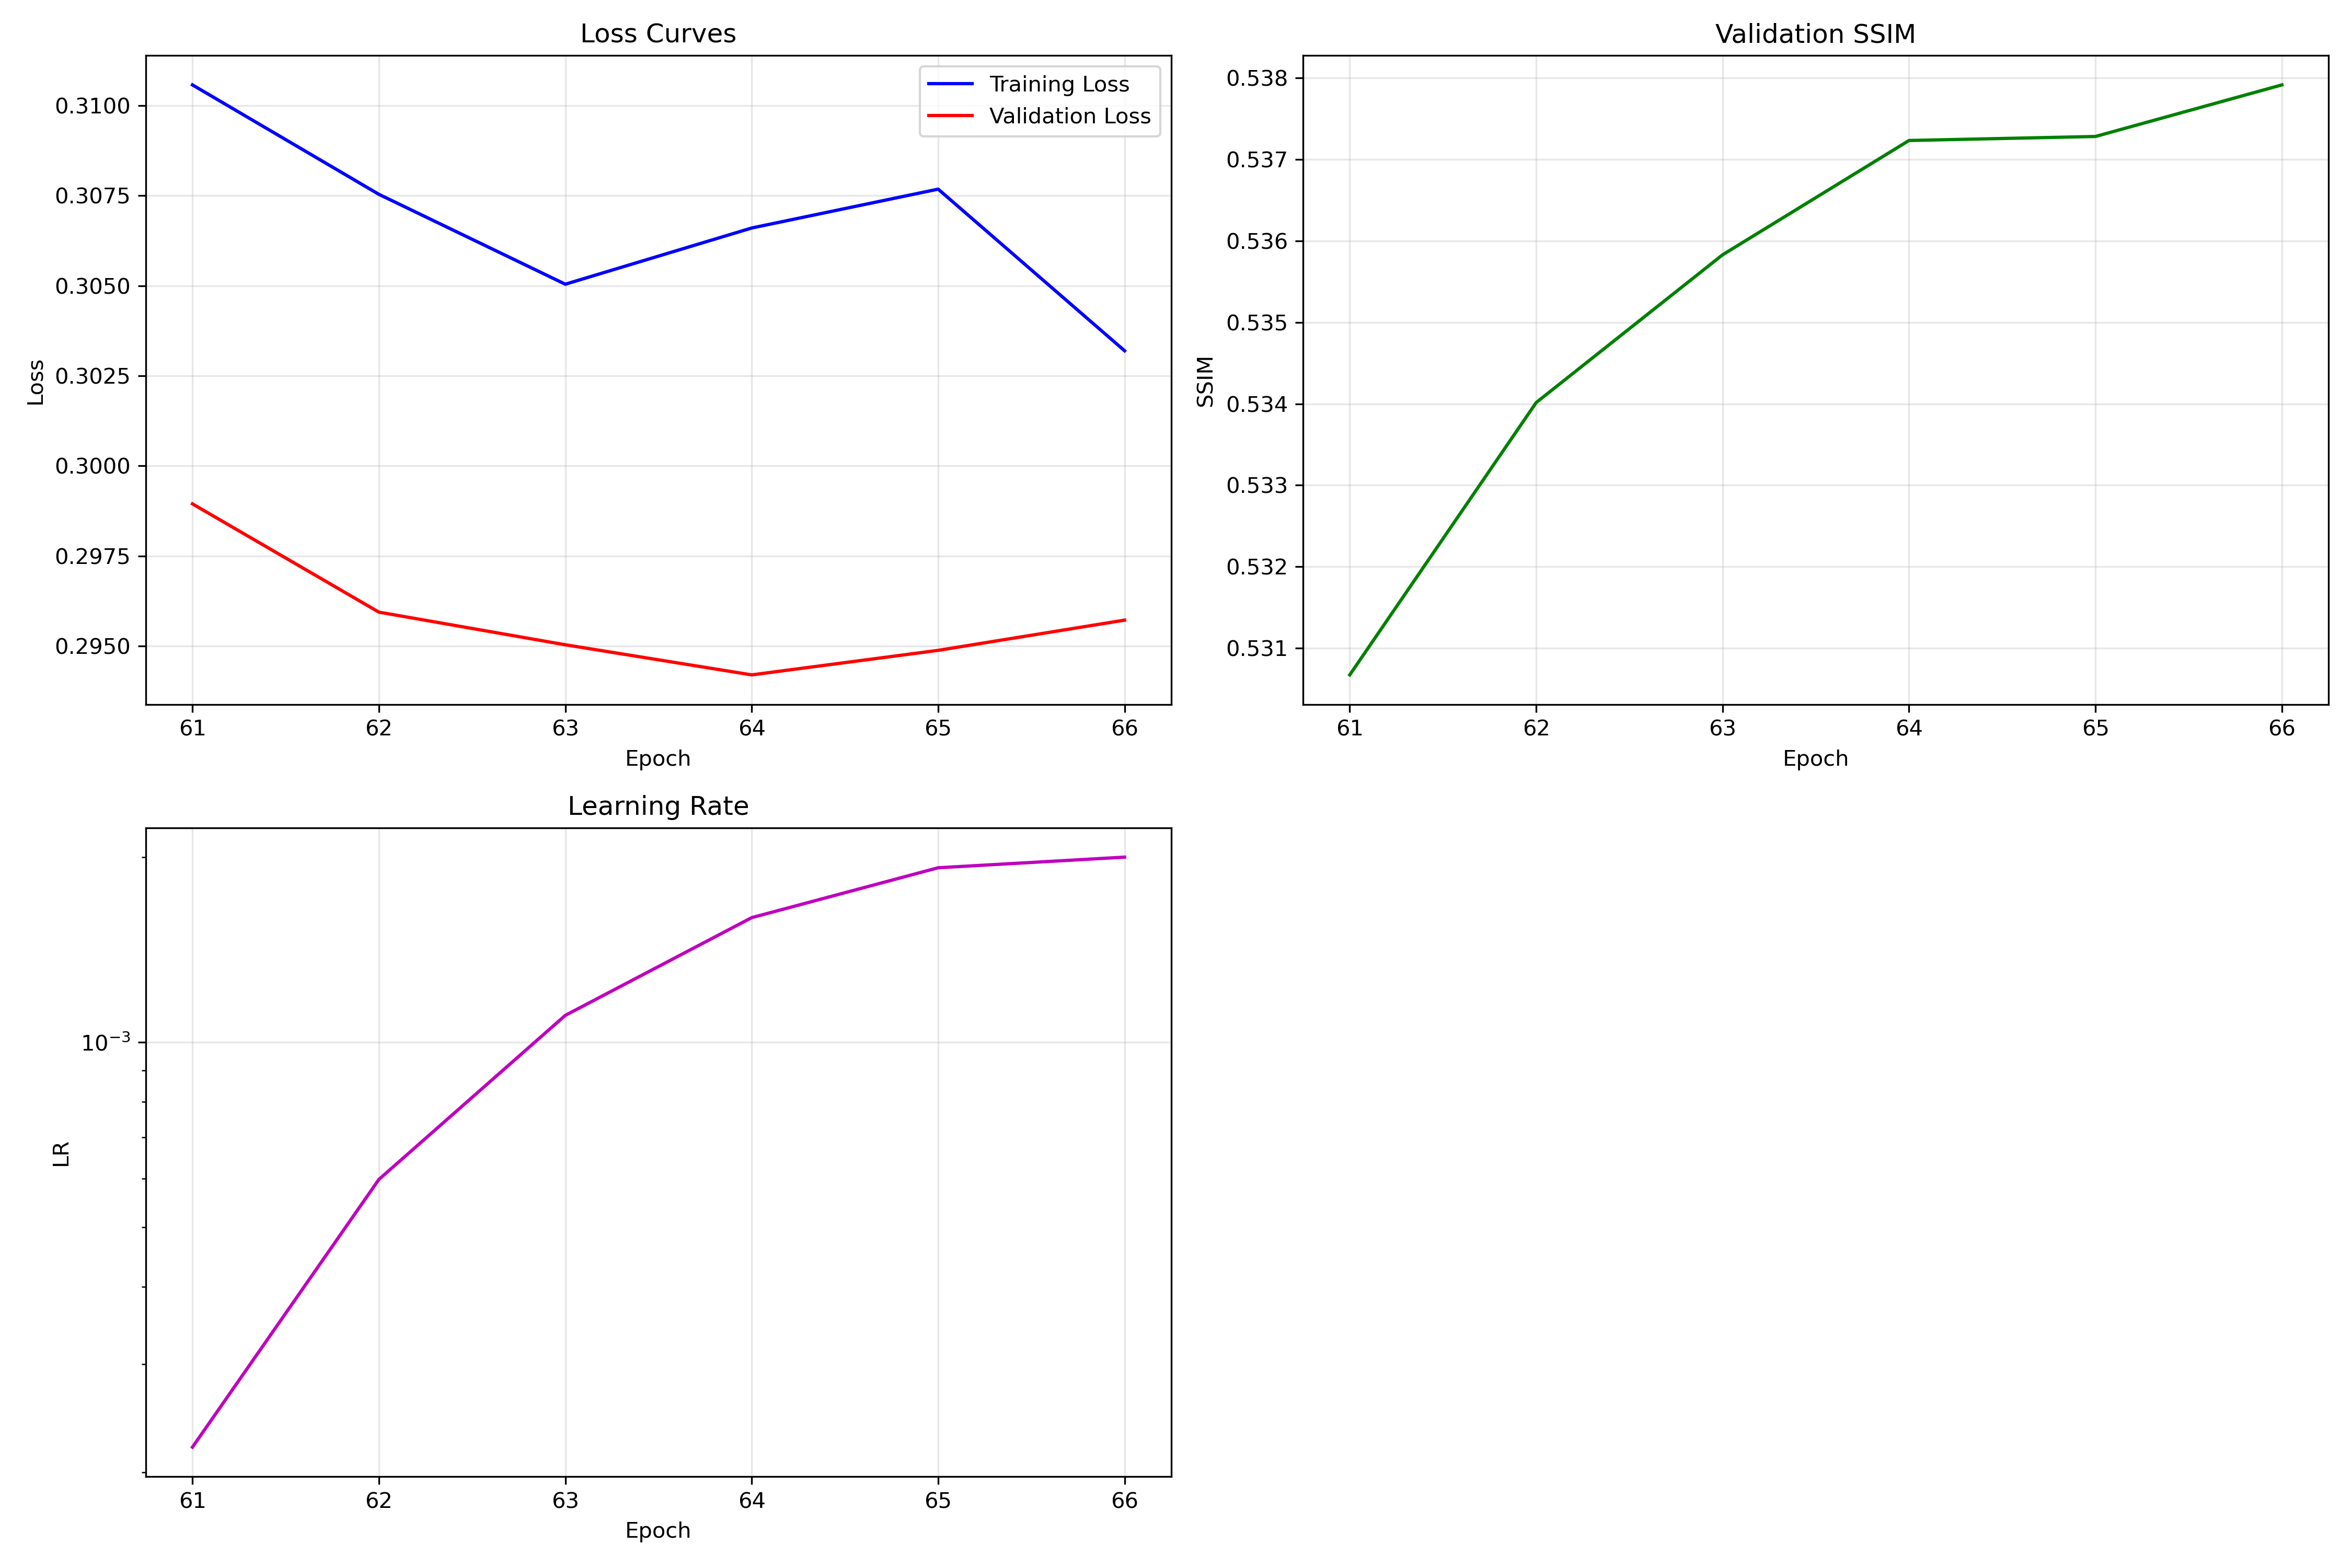 Loss Curves
Training Loss
Validation Loss
0.3100
0.3075
0.3050
0.3025
0.3000
0.2975
0.2950
Loss
61 62 63 64 65 66
Epoch
Validation SSIM
0.538
0.537
0.536
0.535
0.534
0.533
0.532
0.531
SSIM
61 62 63 64 65 66
Epoch
Learning Rate
10⁻³
LR
61 62 63 64 65 66
Epoch